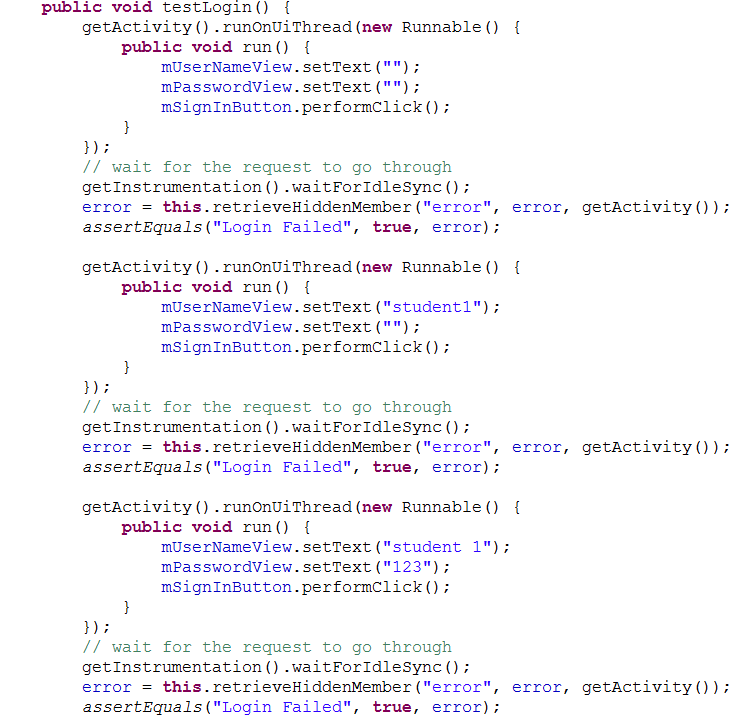 public void testLogin() {
    getActivity().runOnUiThread(new Runnable() {
        public void run() {
            mUserNameView.setText("");
            mPasswordView.setText("");
            mSignInButton.performClick();
        }
    });
    // wait for the request to go through
    getInstrumentation().waitForIdleSync();
    error = this.retrieveHiddenMember("error", error, getActivity());
    assertEquals("Login Failed", true, error);

    getActivity().runOnUiThread(new Runnable() {
        public void run() {
            mUserNameView.setText("student1");
            mPasswordView.setText("");
            mSignInButton.performClick();
        }
    });
    // wait for the request to go through
    getInstrumentation().waitForIdleSync();
    error = this.retrieveHiddenMember("error", error, getActivity());
    assertEquals("Login Failed", true, error);

    getActivity().runOnUiThread(new Runnable() {
        public void run() {
            mUserNameView.setText("student 1");
            mPasswordView.setText("123");
            mSignInButton.performClick();
        }
    });
    // wait for the request to go through
    getInstrumentation().waitForIdleSync();
    error = this.retrieveHiddenMember("error", error, getActivity());
    assertEquals("Login Failed", true, error);